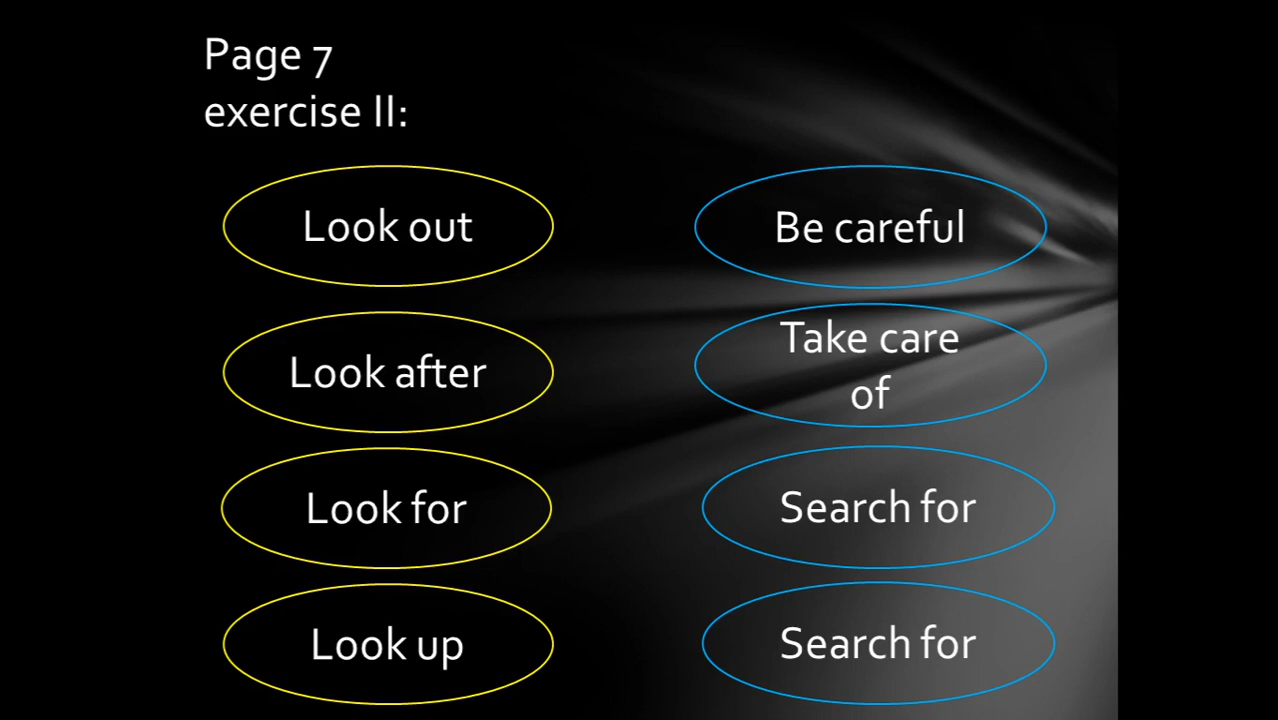 Page 7
exercise II:
Look out
Be careful
Look after
Take care
of
Look for
Search for
Look up
Search for